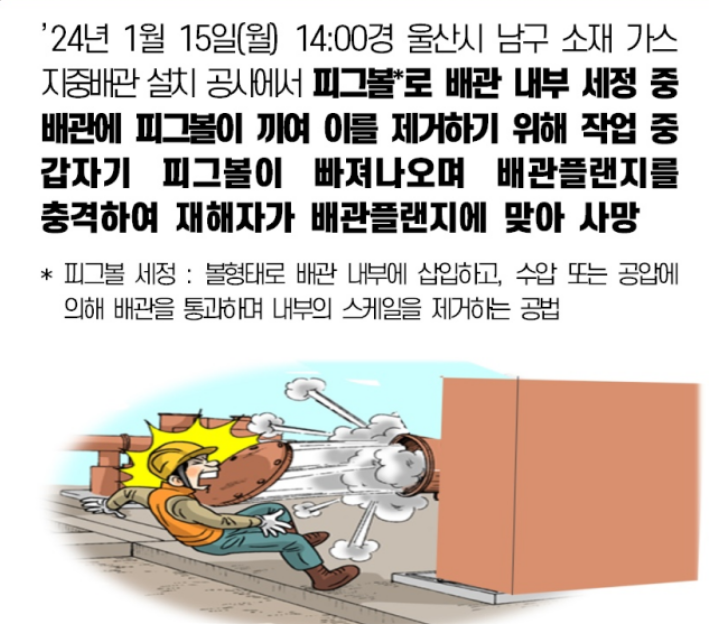 ’24년 1월 15일(월) 14:00경 울산시 남구 소재 가스
지중배관 설치 공사에서 피그볼*로 배관 내부 세정 중
배관에 피그볼이 끼여 이를 제거하기 위해 작업 중
갑자기 피그볼이 빠져나오며 배관플랜지를
충격하여 재해자가 배관플랜지에 맞아 사망
* 피그볼 세정 : 볼형태로 배관 내부에 삽입하고, 수압 또는 공압에
의해 배관을 통과하며 내부의 스케일을 제거하는 공법